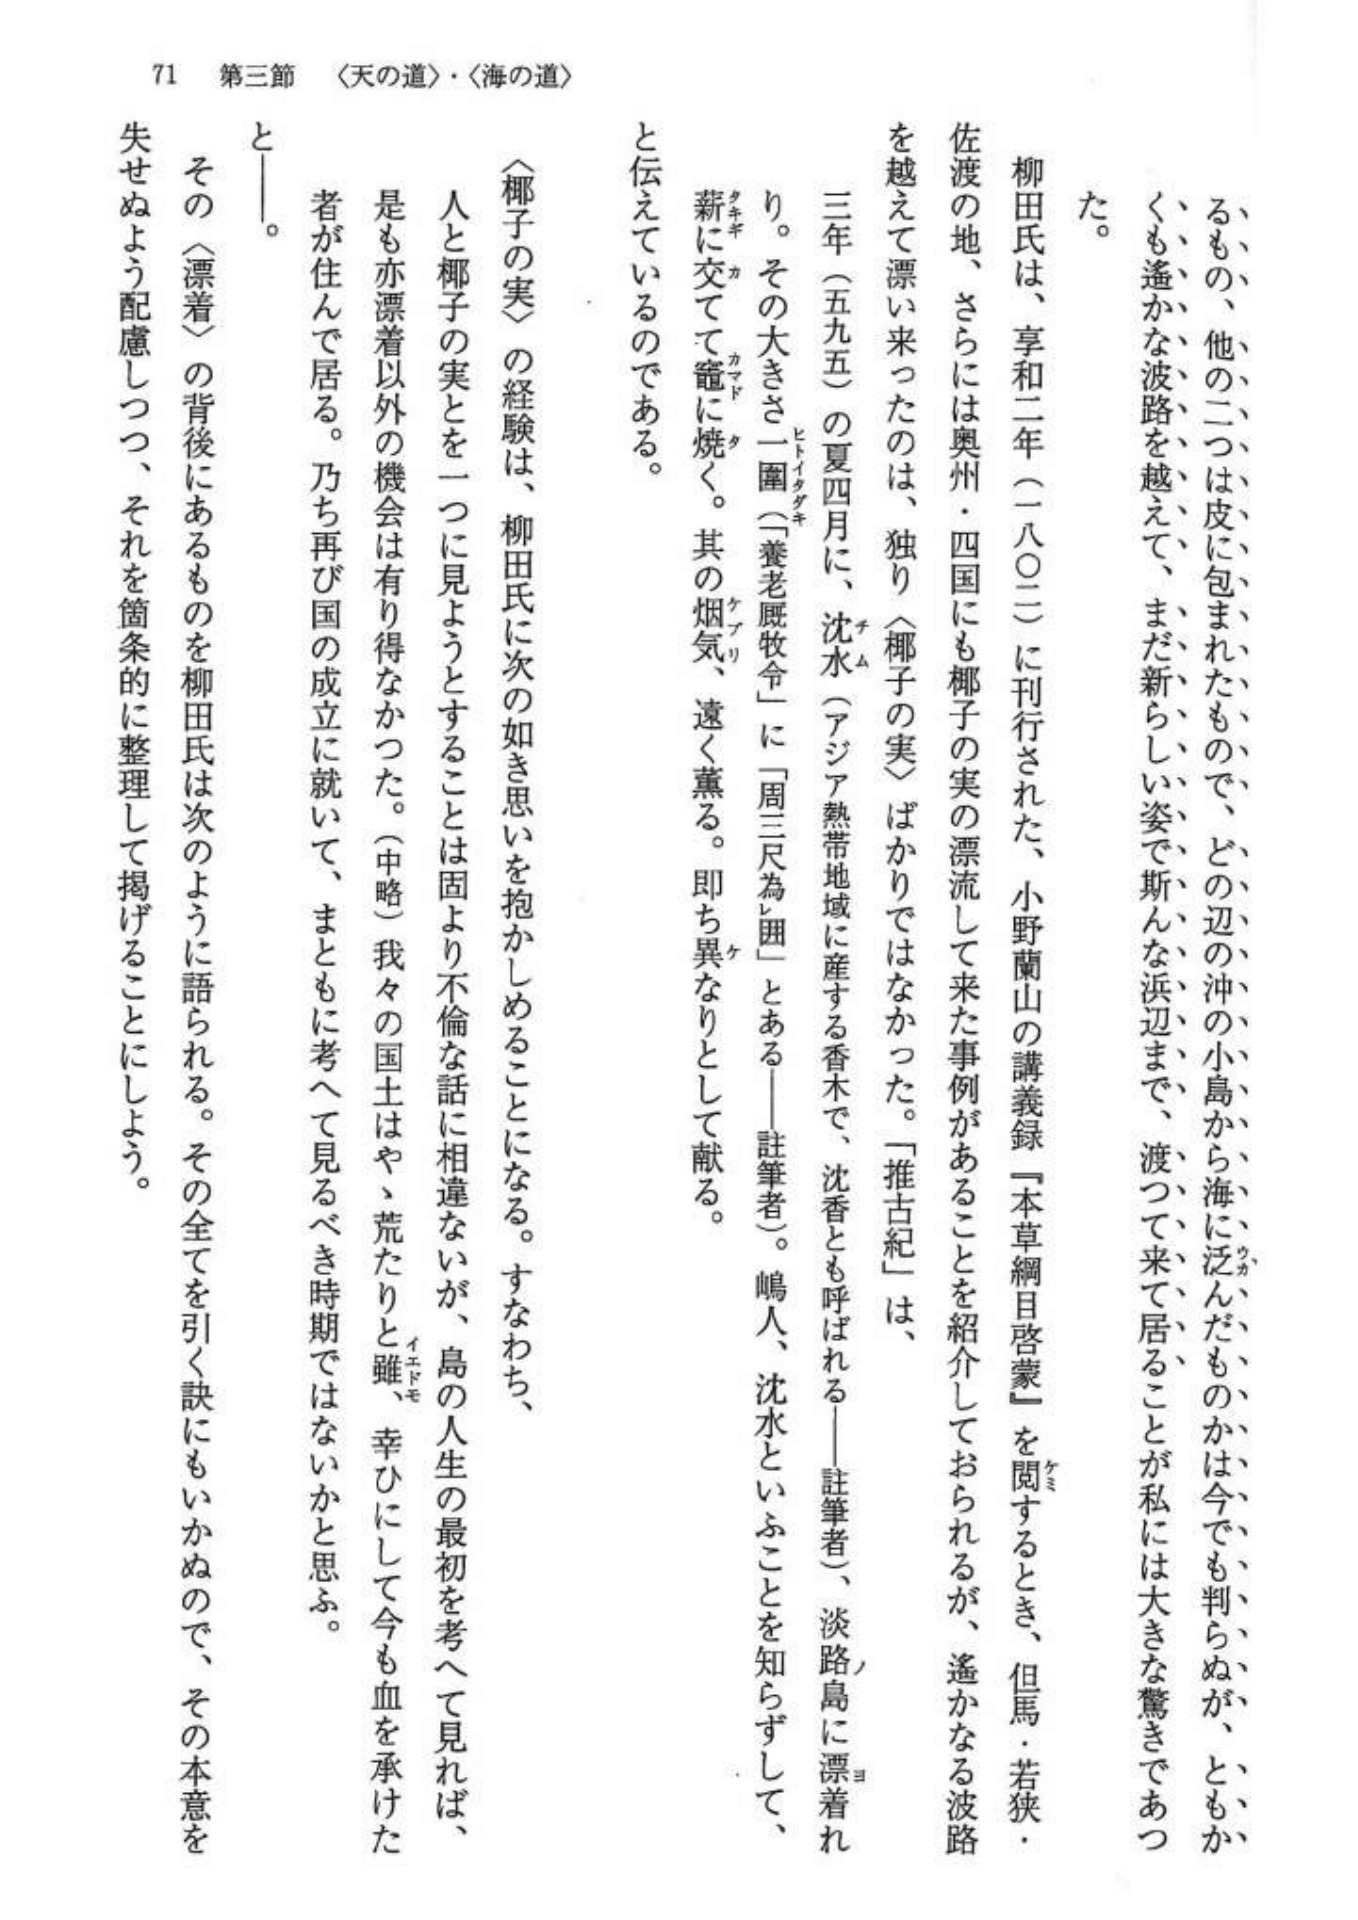 71　第三節　〈天の道〉・〈海の道〉
るもの、他の二つは皮に包まれたもので、どの辺の沖の小島から海に泛んだものかは今でも判らぬが、ともか
くも遙かな波路を越えて、まだ新らしい姿で斯んな浜辺まで、渡つて来て居ることが私には大きな驚きであつ
た。
柳田氏は、享和二年（一八〇二）に刊行された、小野蘭山の講義録『本草綱目啓蒙』を閲するとき、但馬・若狭・
佐渡の地、さらには奥州・四国にも椰子の実の漂流して来た事例があることを紹介しておられるが、遙かなる波路
を越えて漂い来ったのは、独り〈椰子の実〉ばかりではなかった。「推古紀」は、
三年（五九五）の夏四月に、沈水（アジア熱帯地域に産する香木で、沈香とも呼ばれる――註筆者）、淡路ノ島に漂着れ
り。その大きさ一圍（「養老厩牧令」に「周三尺為レ囲」とある――註筆者）。嶋人、沈水といふことを知らずして、
薪に交てて竈に焼く。其の烟気、遠く薫る。即ち異なりとして献る。
と伝えているのである。
〈椰子の実〉の経験は、柳田氏に次の如き思いを抱かしめることになる。すなわち、
人と椰子の実とを一つに見ようとすることは固より不倫な話に相違ないが、島の人生の最初を考へて見れば、
是も亦漂着以外の機会は有り得なかつた。（中略）我々の国土はやゝ荒たりと雖、幸ひにして今も血を承けた
者が住んで居る。乃ち再び国の成立に就いて、まともに考へて見るべき時期ではないかと思ふ。
と――。
その〈漂着〉の背後にあるものを柳田氏は次のように語られる。その全てを引く訣にもいかぬので、その本意を
失せぬよう配慮しつつ、それを箇条的に整理して掲げることにしよう。